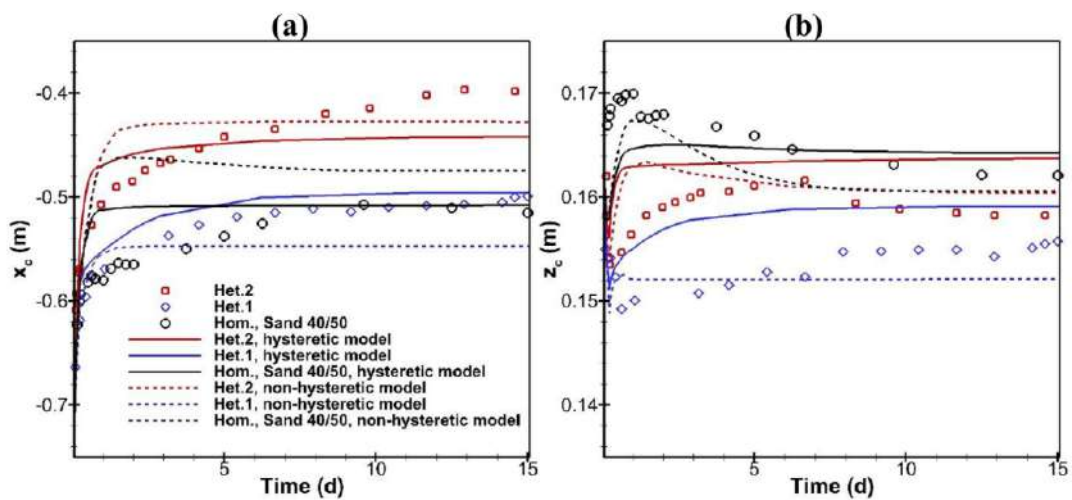 (a)
(b)
-0.4
-0.5
-0.6
-0.7
x_c (m)
Het.2
Het.1
Hom., Sand 40/50
Het.2, hysteretic model
Het.1, hysteretic model
Hom., Sand 40/50, hysteretic model
Het.2, non-hysteretic model
Het.1, non-hysteretic model
Hom., Sand 40/50, non-hysteretic model
5
10
15
Time (d)
0.17
0.16
0.15
0.14
z_c (m)
5
10
15
Time (d)